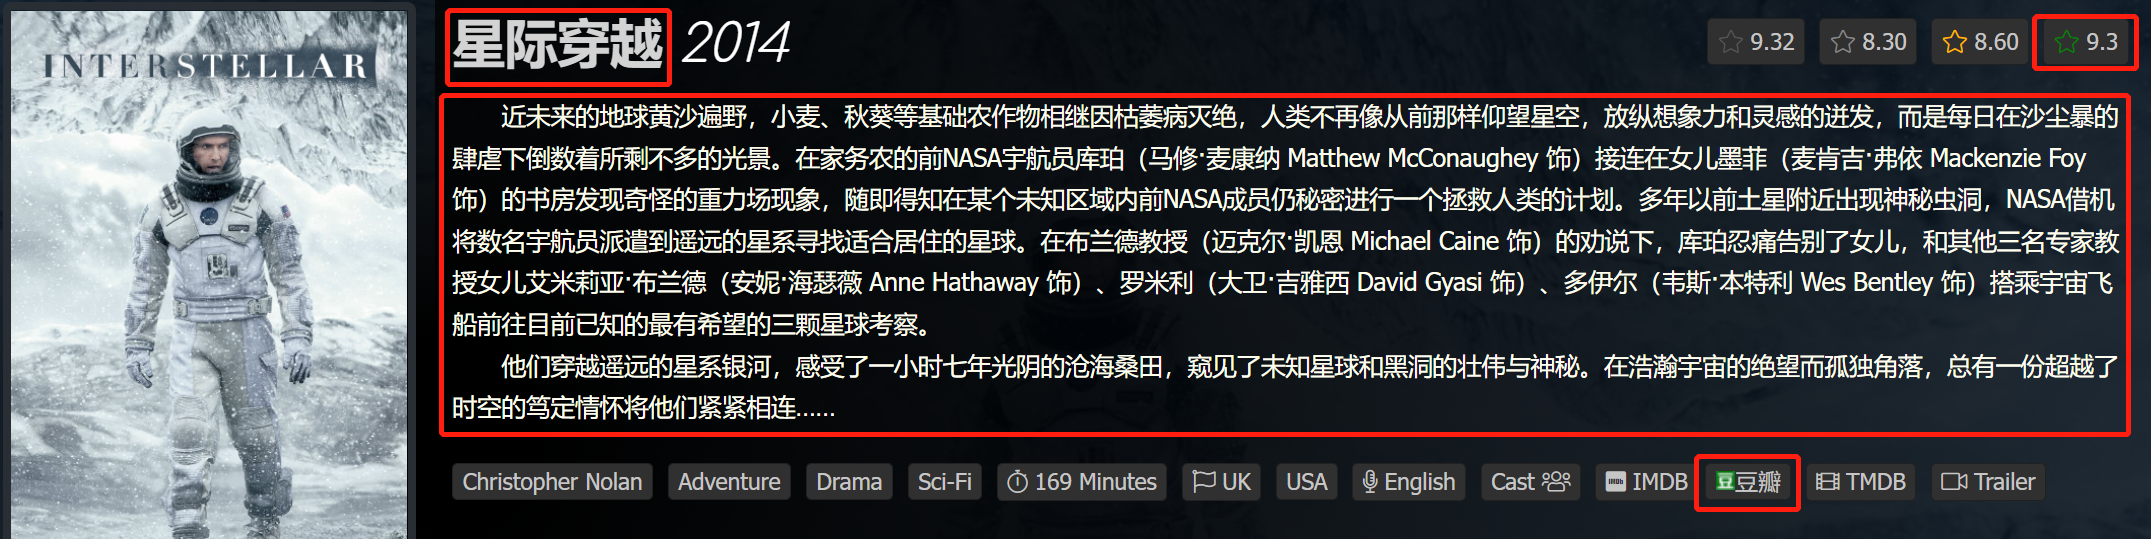 INTERSTELLAR
星际穿越 2014
9.32 8.30 8.60 9.3
近未来的地球黄沙遍野，小麦、秋葵等基础农作物相继因枯萎病灭绝，人类不再像从前那样仰望星空，放纵想象力和灵感的迸发，而是每日在沙尘暴的
肆虐下倒数着所剩不多的光景。在家务农的前NASA宇航员库珀（马修·麦康纳 Matthew McConaughey 饰）接连在女儿墨菲（麦肯吉·弗依 Mackenzie Foy
饰）的书房发现奇怪的重力场现象，随即得知在某个未知区域内前NASA成员仍秘密进行一个拯救人类的计划。多年以前土星附近出现神秘虫洞，NASA借机
将数名宇航员派遣到遥远的星系寻找适合居住的星球。在布兰德教授（迈克尔·凯恩 Michael Caine 饰）的劝说下，库珀忍痛告别了女儿，和其他三名专家教
授女儿艾米莉亚·布兰德（安妮·海瑟薇 Anne Hathaway 饰）、罗米利（大卫·吉雅西 David Gyasi 饰）、多伊尔（韦斯·本特利 Wes Bentley 饰）搭乘宇宙飞
船前往目前已知的最有希望的三颗星球考察。
他们穿越遥远的星系银河，感受了一小时七年光阴的沧海桑田，窥见了未知星球和黑洞的壮伟与神秘。在浩瀚宇宙的绝望而孤独角落，总有一份超越了
时空的笃定情怀将他们紧紧相连……
Christopher Nolan Adventure Drama Sci-Fi 169 Minutes UK USA English Cast IMDb IMDB 豆 豆瓣 TMDB Trailer